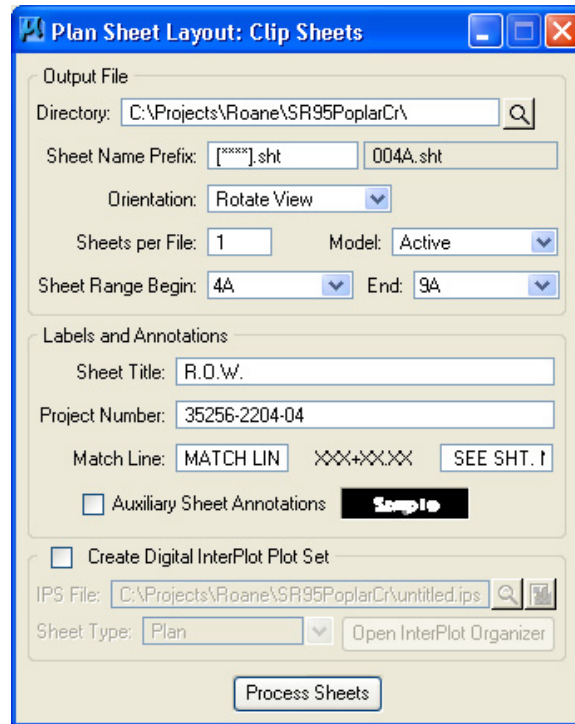 Plan Sheet Layout: Clip Sheets
Output File
Directory: C:\Projects\Roane\SR95PoplarCr\
Sheet Name Prefix: [****].sht 004A.sht
Orientation: Rotate View
Sheets per File: 1 Model: Active
Sheet Range Begin: 4A End: 9A
Labels and Annotations
Sheet Title: R.O.W.
Project Number: 35256-2204-04
Match Line: MATCH LIN XXX+XX.XX SEE SHT. N
Auxiliary Sheet Annotations Sample
Create Digital InterPlot Plot Set
IPS File: C:\Projects\Roane\SR95PoplarCr\untitled.ips
Sheet Type: Plan Open InterPlot Organizer
Process Sheets